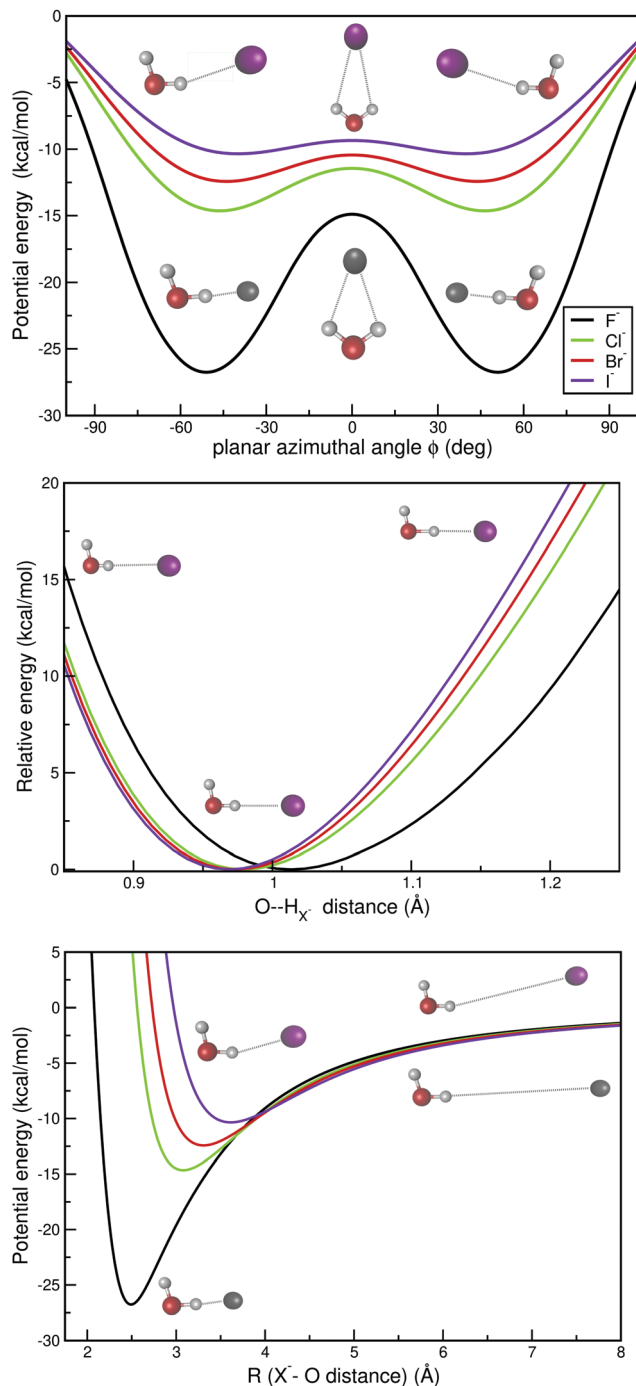 0
-5
-10
-15
-20
-25
-30
Potential energy (kcal/mol)
F-
Cl-
Br-
I-
-90 -60 -30 0 30 60 90
planar azimuthal angle ϕ (deg)
20
15
10
5
0
Relative energy (kcal/mol)
0.9 1 1.1 1.2
O--HX- distance (Å)
5
0
-5
-10
-15
-20
-25
-30
Potential energy (kcal/mol)
2 3 4 5 6 7 8
R (X- - O distance) (Å)